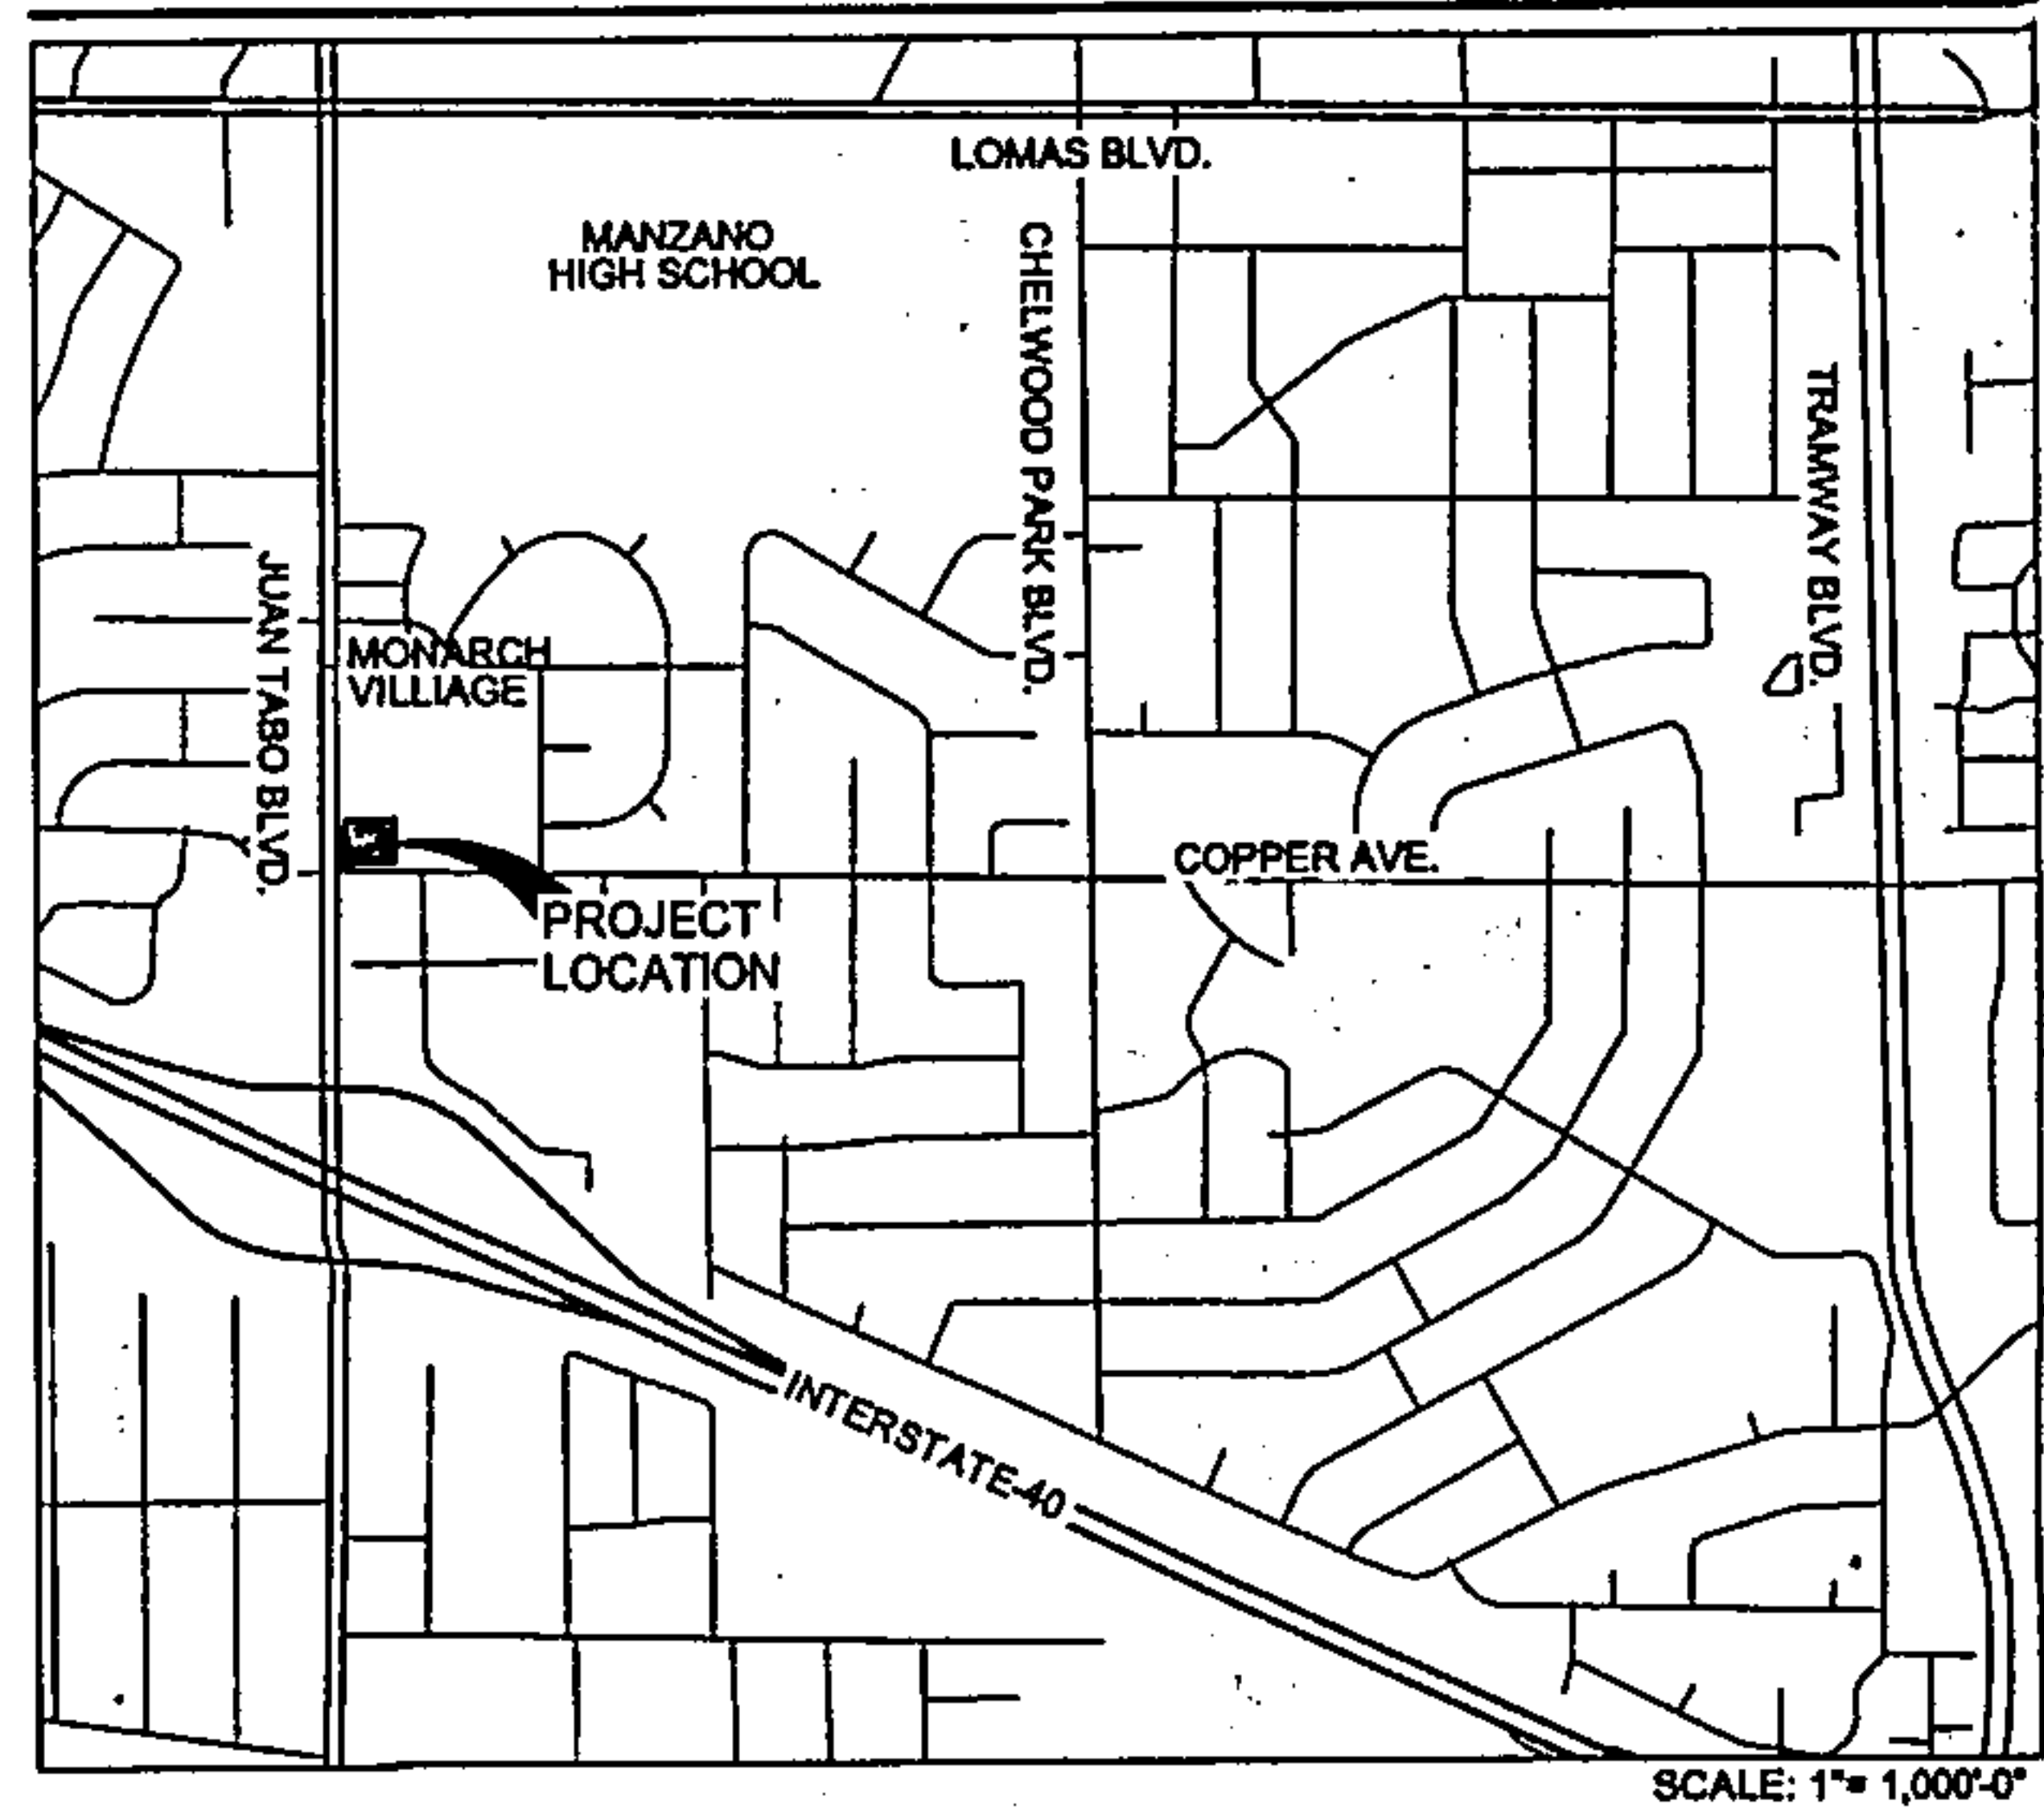 LOMAS BLVD.
MANZANO
HIGH SCHOOL
CHELWOOD PARK BLVD.
TRAMWAY BLVD.
JUAN TABO BLVD.
MONARCH
VILLIAGE
COPPER AVE.
PROJECT
LOCATION
INTERSTATE-40
SCALE: 1"= 1,000'-0"